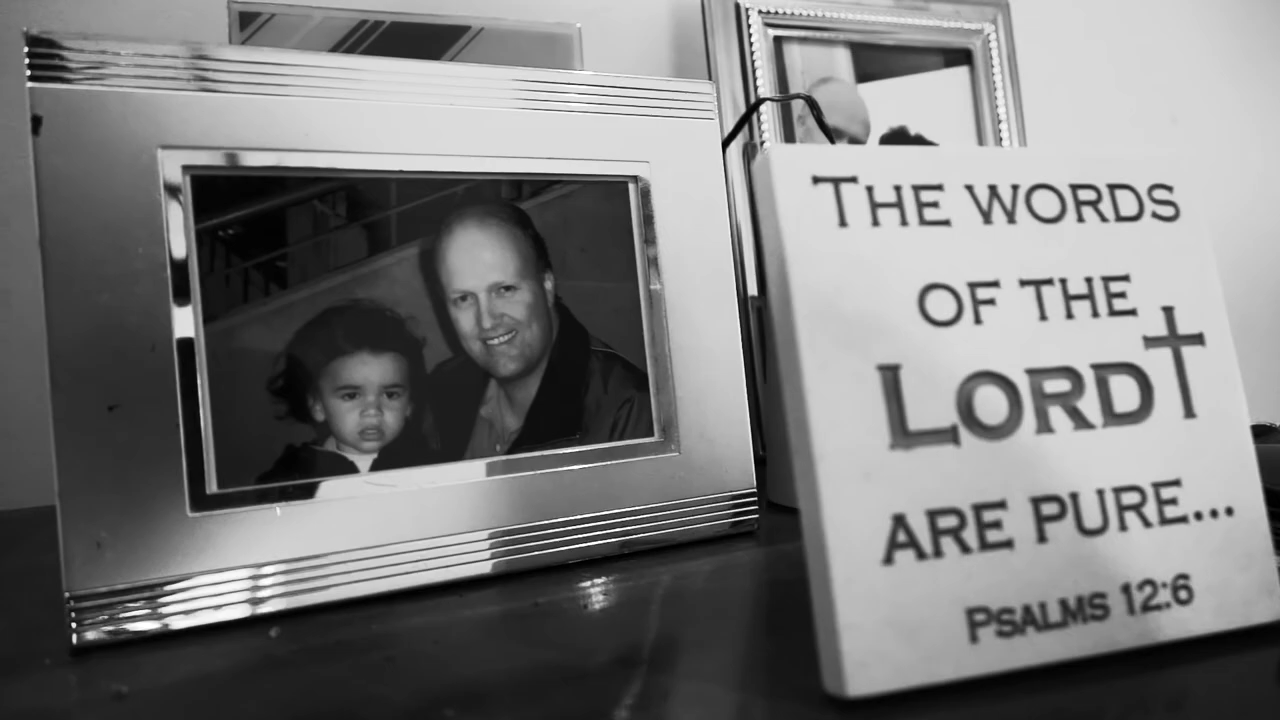 THE WORDS
OF THE
LORD
ARE PURE...
PSALMS 12:6